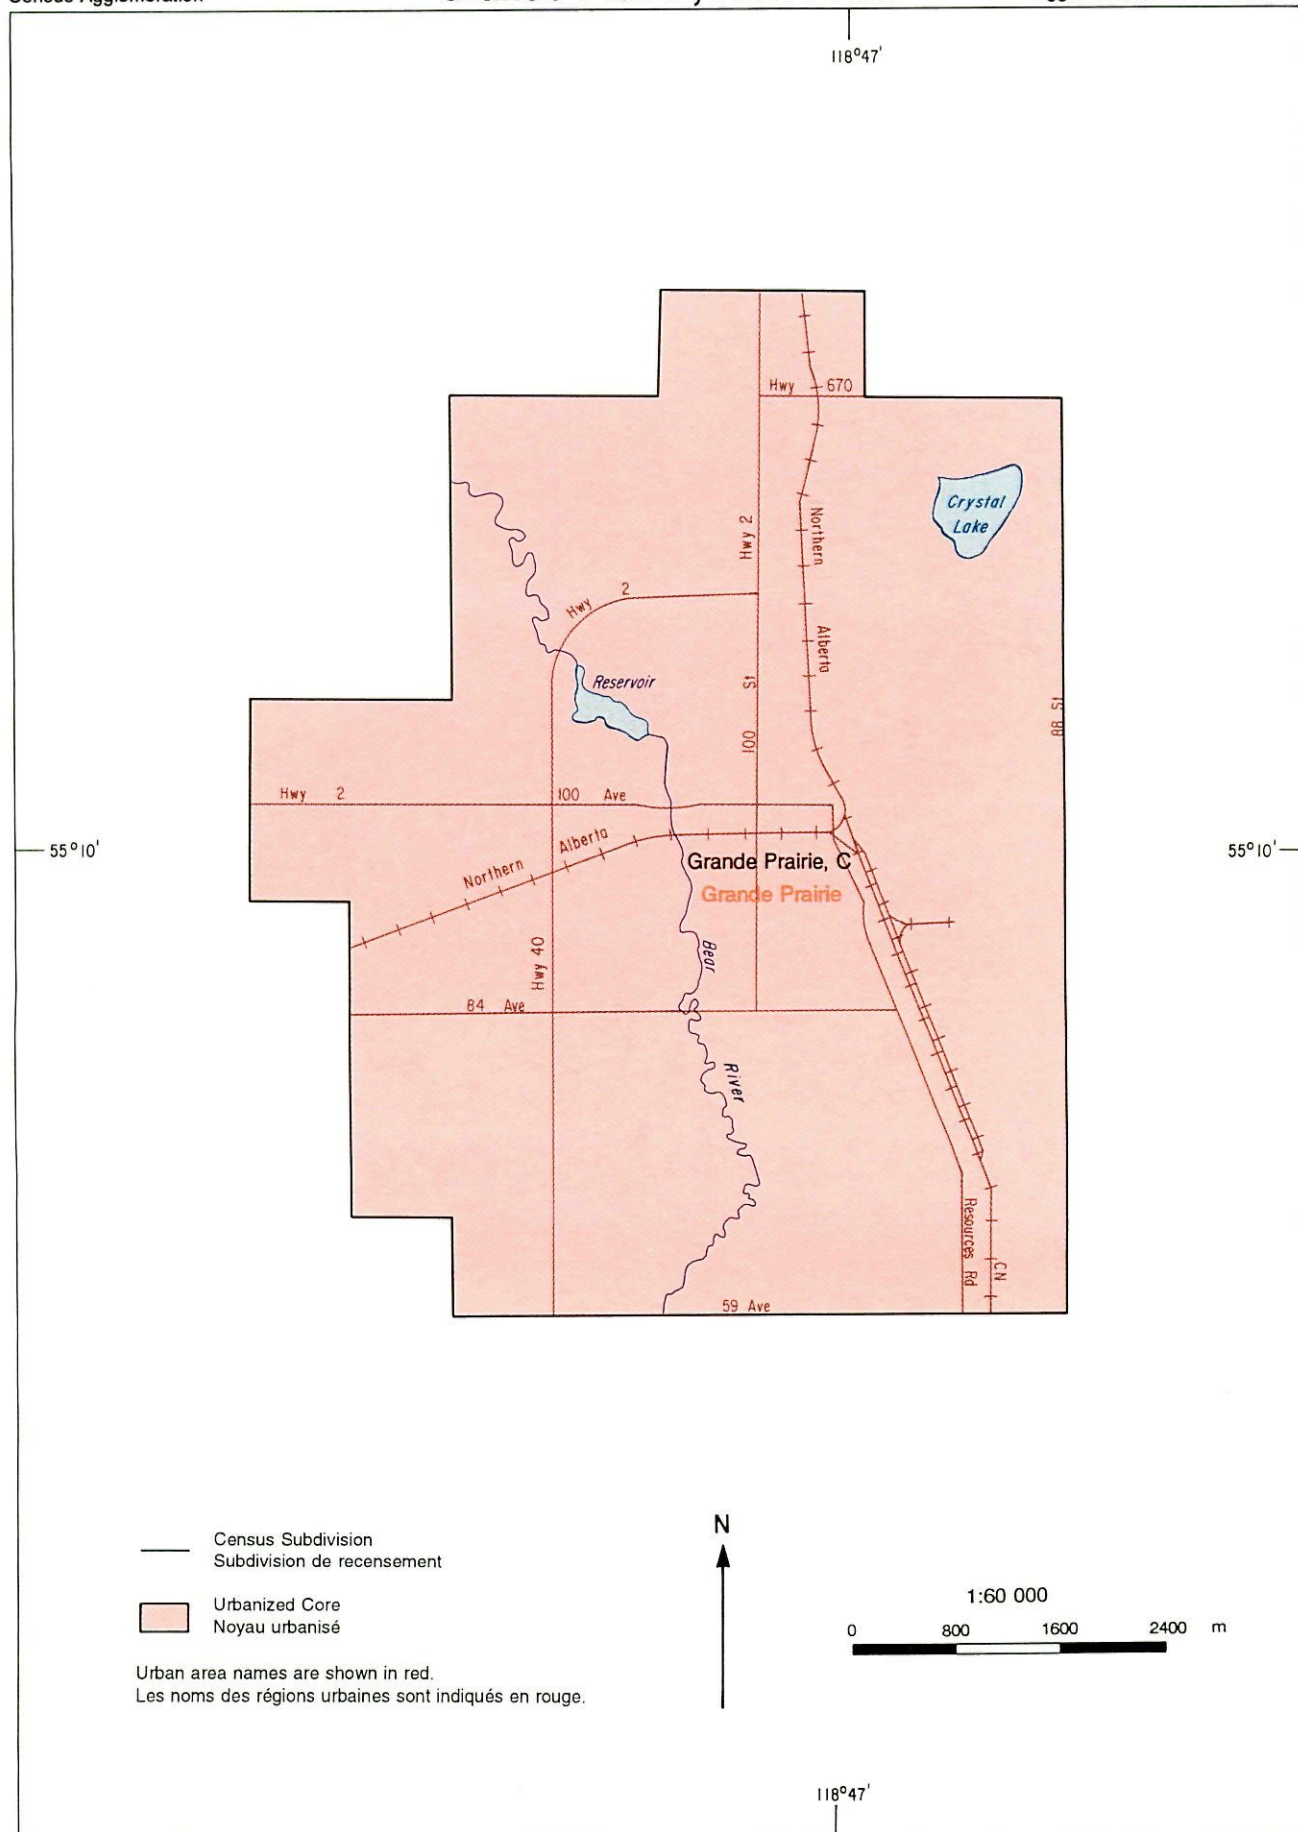 Census Agglomeration
118°47'
Hwy 670
Crystal
Lake
Hwy 2
Northern
Hwy 2
Alberta
Reservoir
St
88 St
100
Hwy 2
100 Ave
Northern Alberta
55°10'
55°10'
Grande Prairie, C
Grande Prairie
Hwy 40
Bear
84 Ave
River
Resources Rd
CN
59 Ave
Census Subdivision
Subdivision de recensement
Urbanized Core
Noyau urbanisé
Urban area names are shown in red.
Les noms des régions urbaines sont indiqués en rouge.
N
1:60 000
0 800 1600 2400 m
118°47'